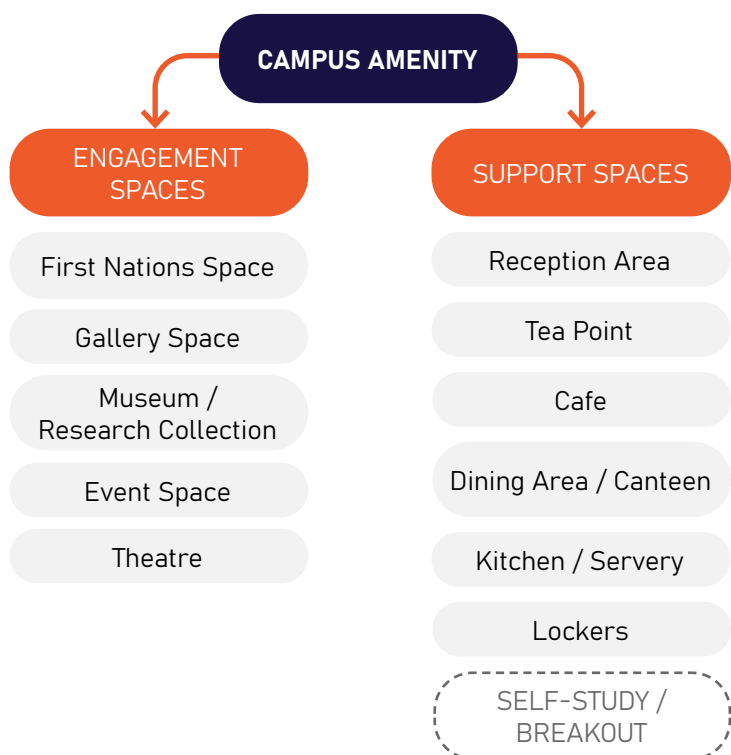 CAMPUS AMENITY
ENGAGEMENT
SPACES
First Nations Space
Gallery Space
Museum /
Research Collection
Event Space
Theatre
SUPPORT SPACES
Reception Area
Tea Point
Cafe
Dining Area / Canteen
Kitchen / Servery
Lockers
SELF-STUDY /
BREAKOUT